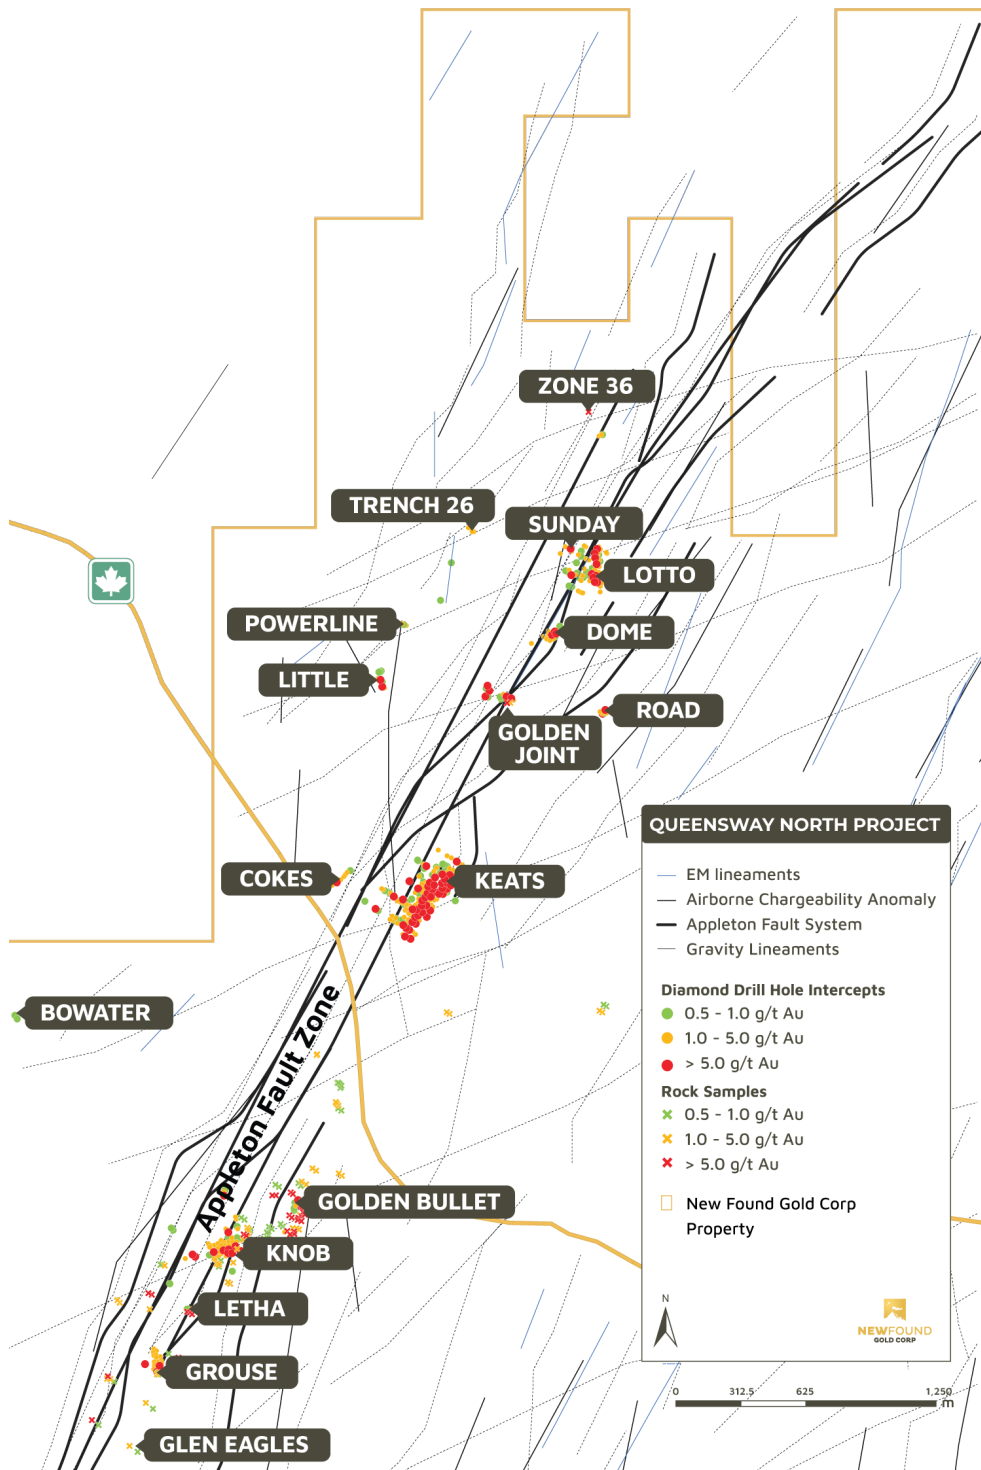 ZONE 36
TRENCH 26
SUNDAY
LOTTO
POWERLINE
DOME
LITTLE
ROAD
GOLDEN
JOINT
COKES
KEATS
BOWATER
Appleton Fault Zone
GOLDEN BULLET
KNOB
LETHA
GROUSE
GLEN EAGLES
QUEENSWAY NORTH PROJECT
EM lineaments
Airborne Chargeability Anomaly
Appleton Fault System
Gravity Lineaments
Diamond Drill Hole Intercepts
0.5 - 1.0 g/t Au
1.0 - 5.0 g/t Au
> 5.0 g/t Au
Rock Samples
0.5 - 1.0 g/t Au
1.0 - 5.0 g/t Au
> 5.0 g/t Au
New Found Gold Corp
Property
N
NEWFOUND
GOLD CORP
0 312.5 625 1,250
m